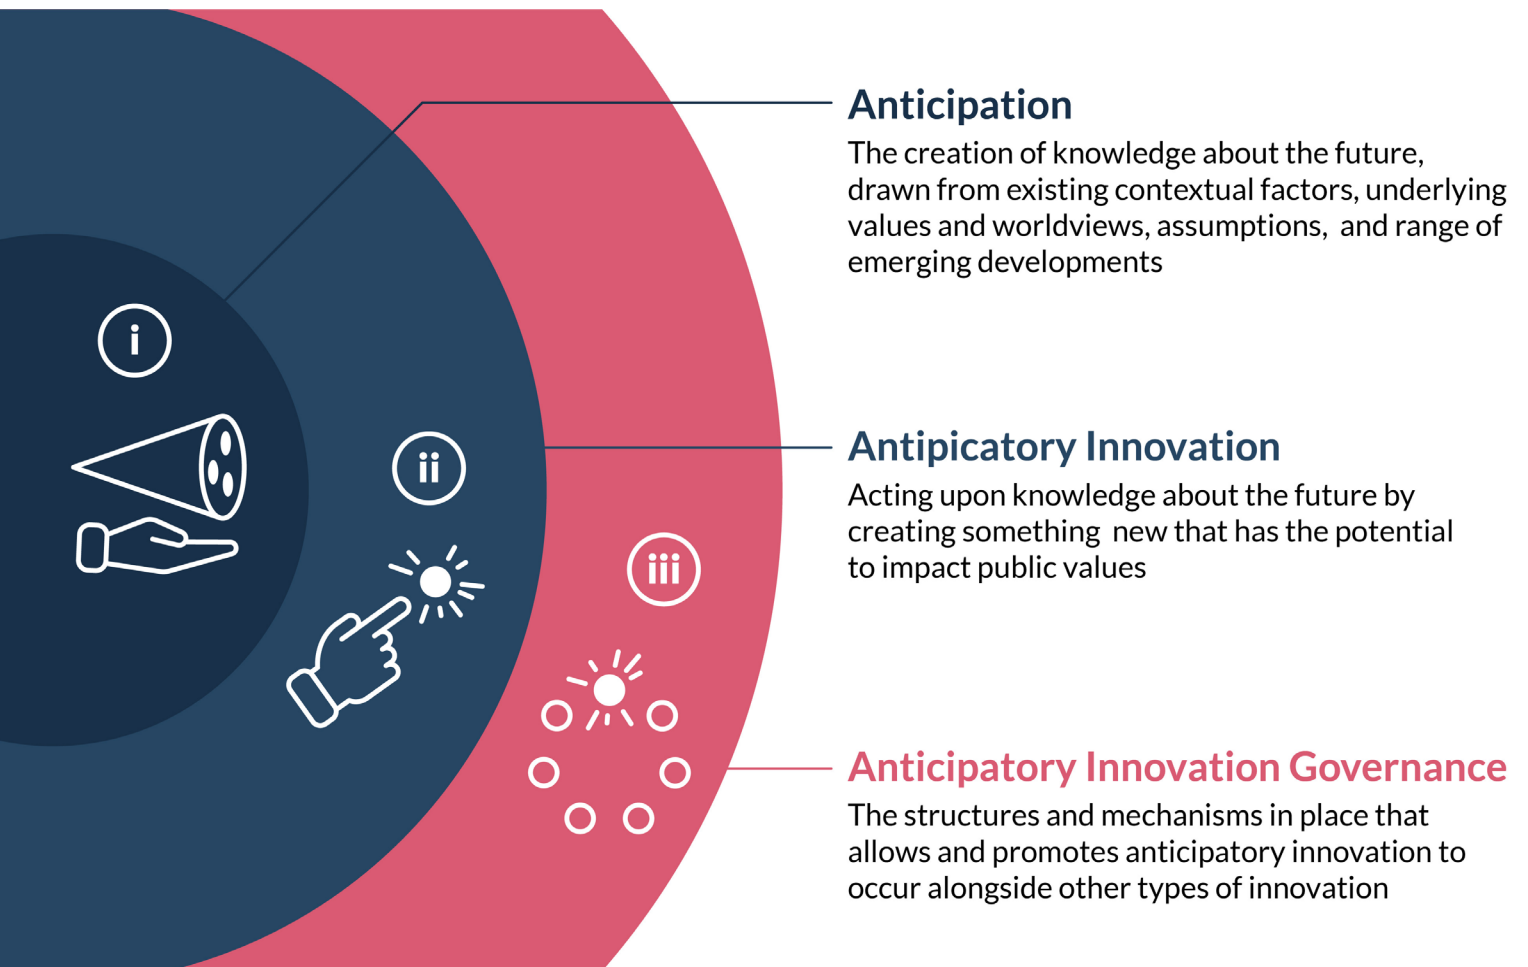 Anticipation
The creation of knowledge about the future,
drawn from existing contextual factors, underlying
values and worldviews, assumptions,  and range of
emerging developments
i
ii
Antipicatory Innovation
Acting upon knowledge about the future by
creating something  new that has the potential
to impact public values
iii
Anticipatory Innovation Governance
The structures and mechanisms in place that
allows and promotes anticipatory innovation to
occur alongside other types of innovation